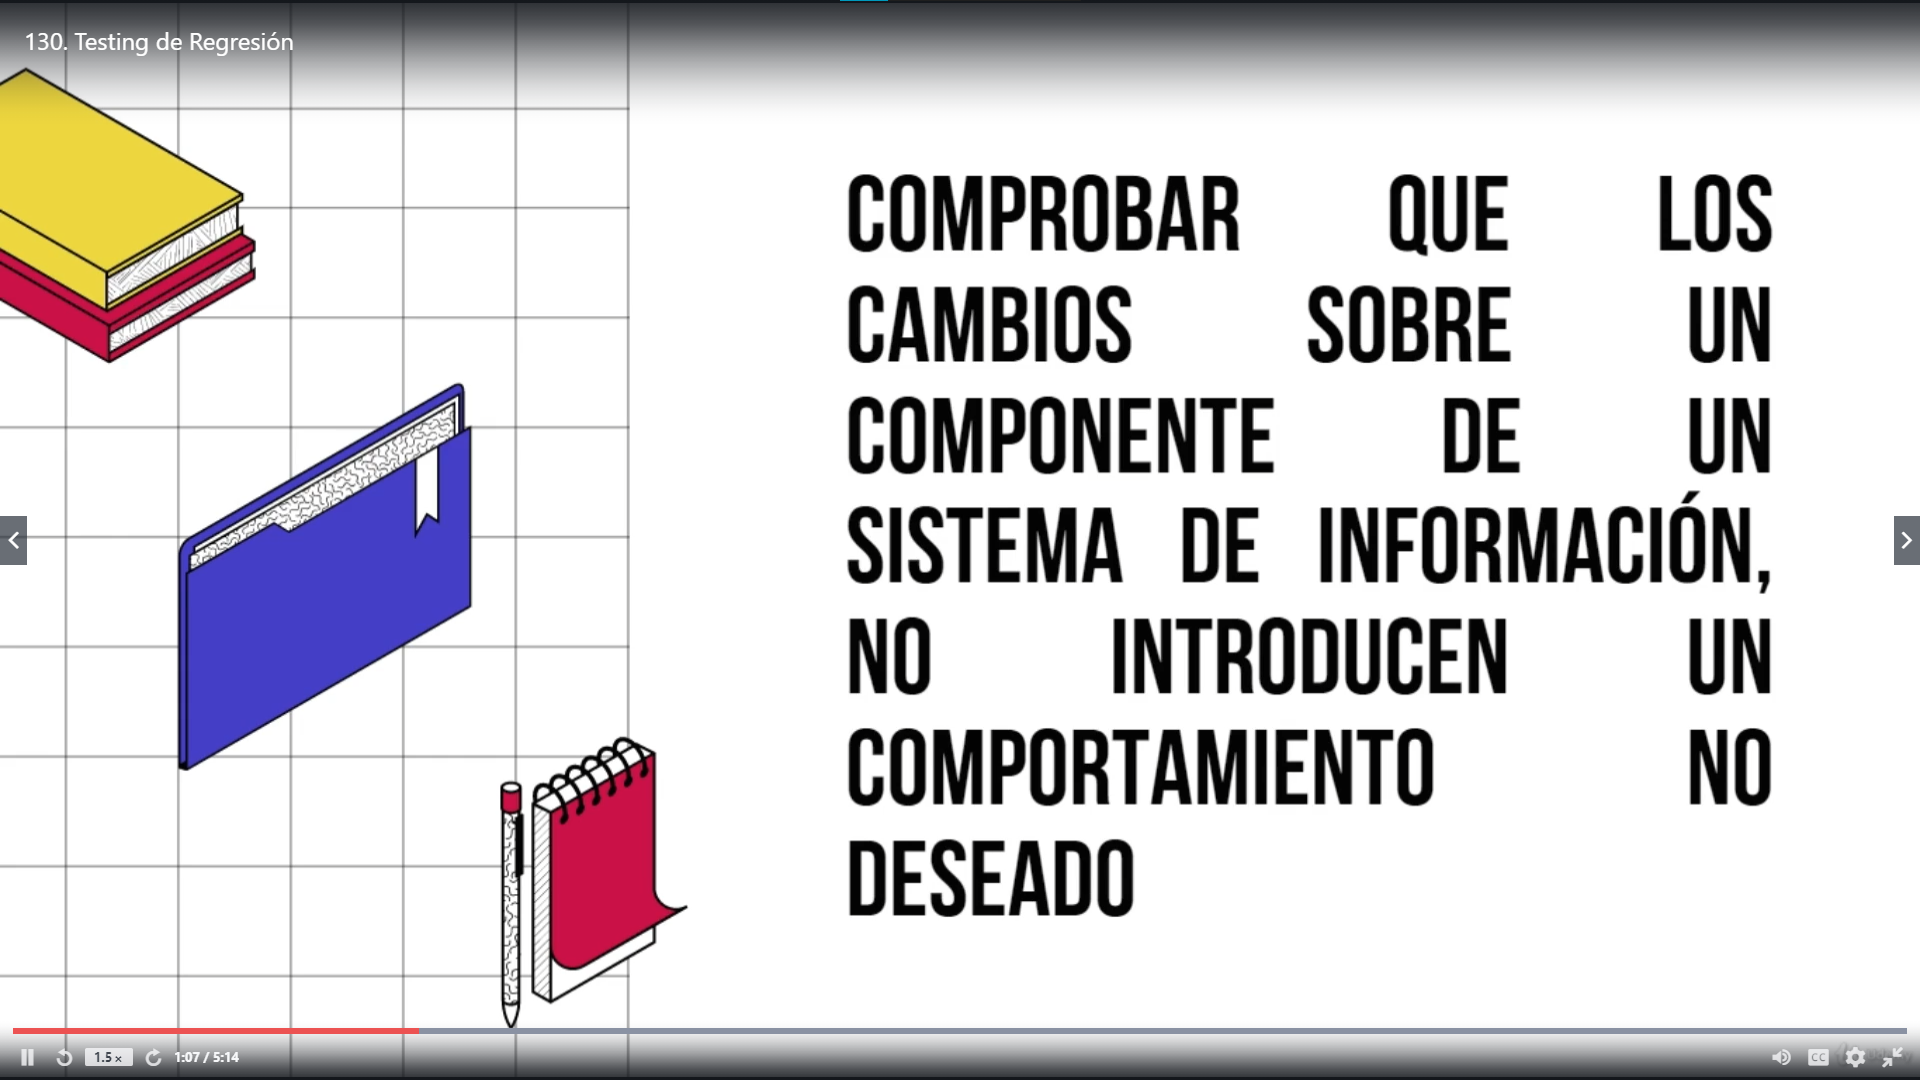 130. Testing de Regresión
COMPROBAR QUE LOS
CAMBIOS SOBRE UN
COMPONENTE DE UN
SISTEMA DE INFORMACIÓN,
NO INTRODUCEN UN
COMPORTAMIENTO NO
DESEADO
1.5 x
1:07 / 5:14
CC